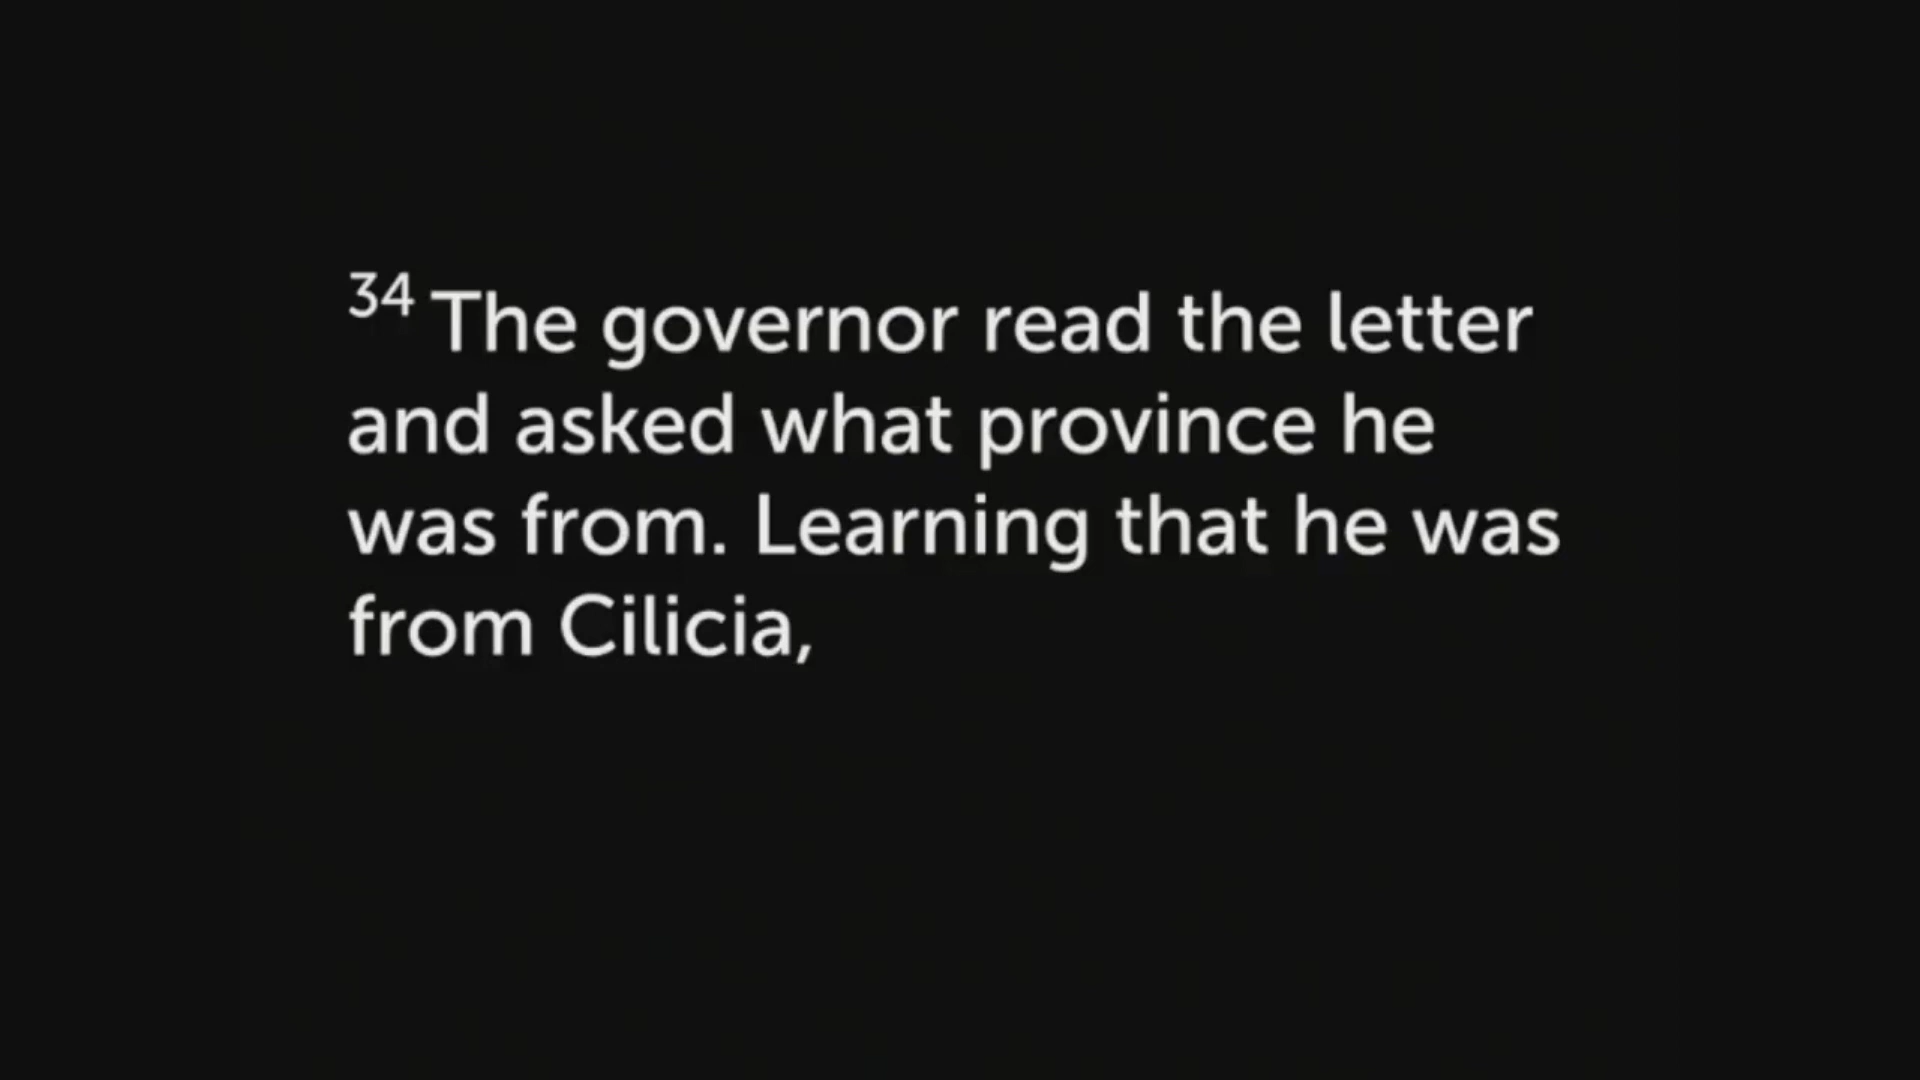 34 The governor read the letter
and asked what province he
was from. Learning that he was
from Cilicia,